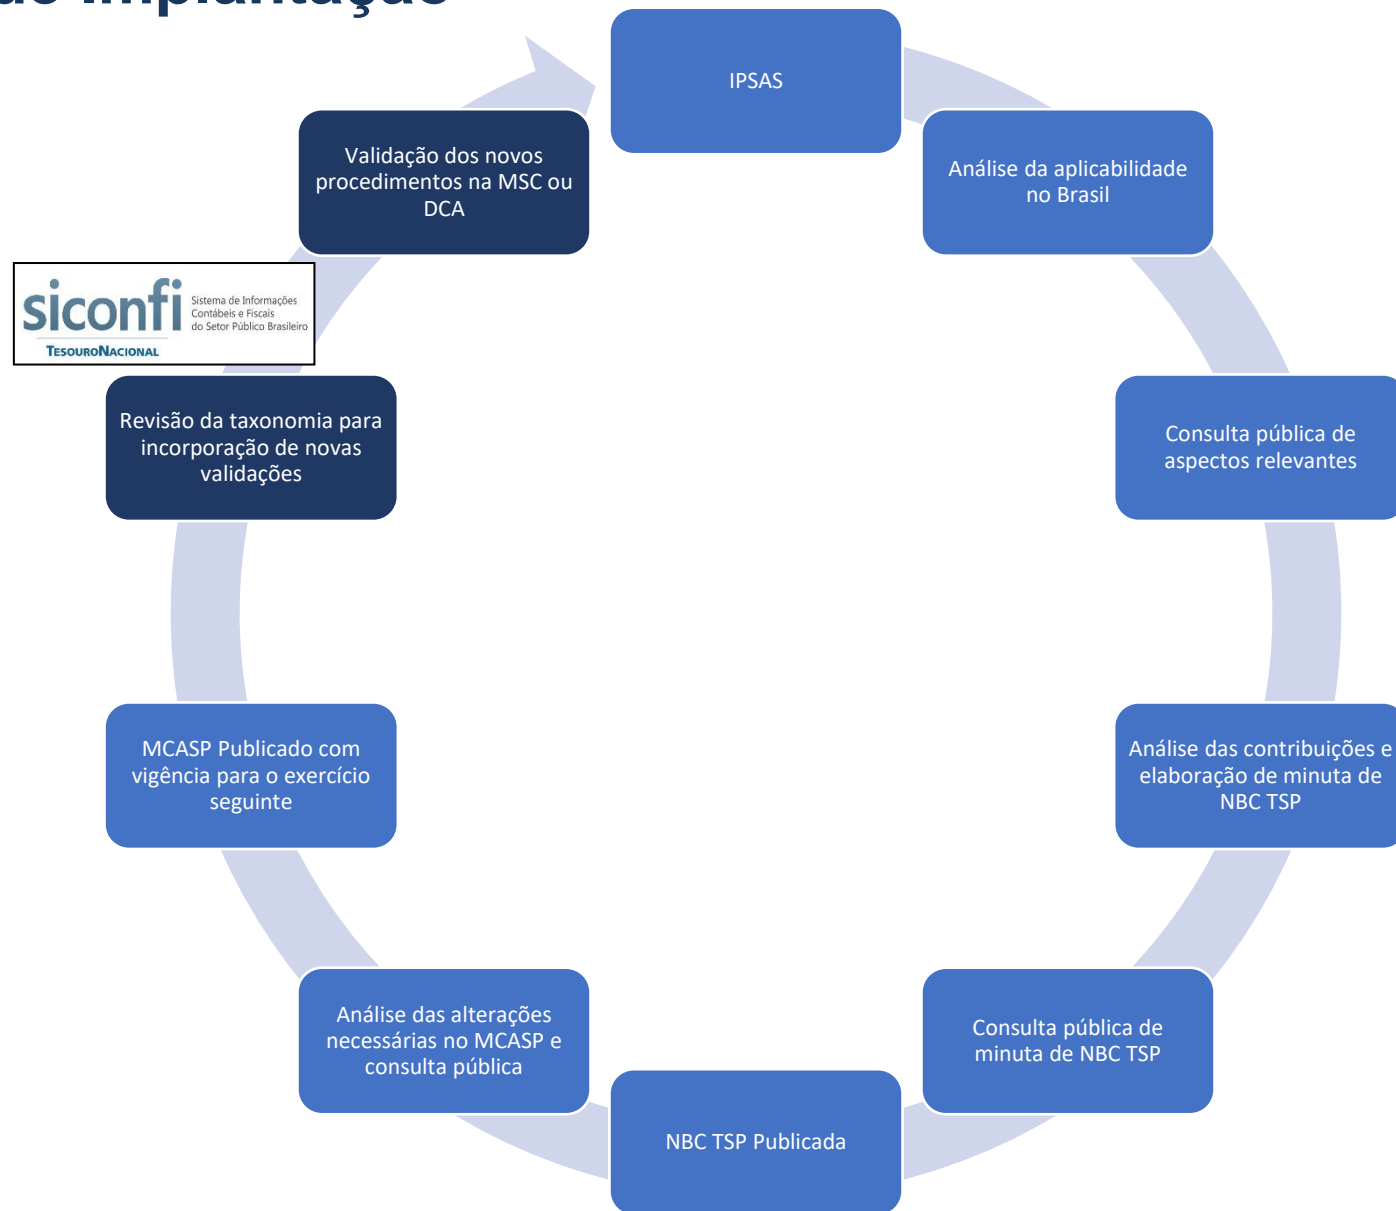 de Implantação
IPSAS
Análise da aplicabilidade
no Brasil
Consulta pública de
aspectos relevantes
Análise das contribuições e
elaboração de minuta de
NBC TSP
Consulta pública de
minuta de NBC TSP
NBC TSP Publicada
Análise das alterações
necessárias no MCASP e
consulta pública
MCASP Publicado com
vigência para o exercício
seguinte
Revisão da taxonomia para
incorporação de novas
validações
siconfi
Sistema de Informações
Contábeis e Fiscais
do Setor Público Brasileiro
TESOURONACIONAL
Validação dos novos
procedimentos na MSC ou
DCA